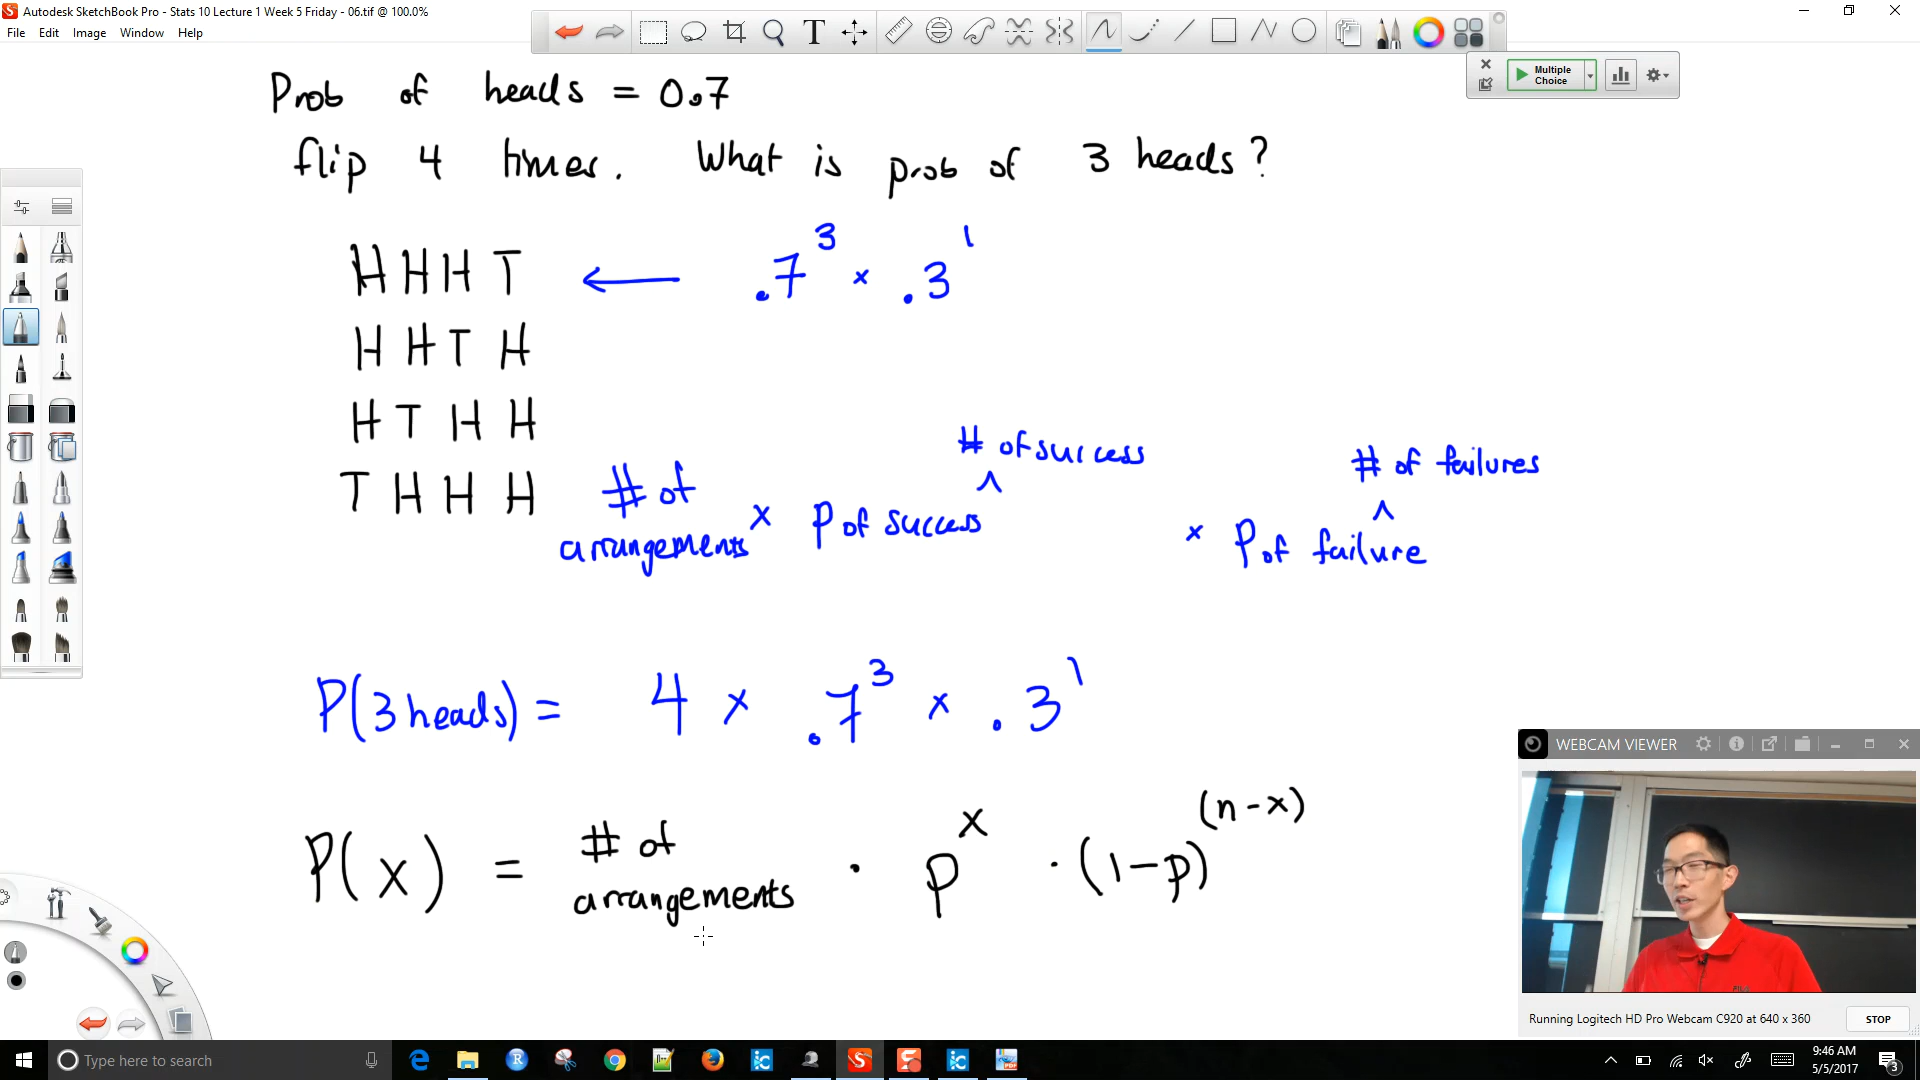 Autodesk SketchBook Pro - Stats 10 Lecture 1 Week 5 Friday - 06.tif @ 100.0%
File Edit Image Window Help
Multiple Choice
Prob of heads = 0.7
flip 4 times. What is prob of 3 heads?
H H H T ← .7^3 × .3^1
H H T H
H T H H
T H H H
# of arrangements × P of success ^ # of success × P of failure ^ # of failures
P(3 heads) = 4 × .7^3 × .3^1
P(x) = # of arrangements · p^x · (1-p)^(n-x)
WEBCAM VIEWER
Running Logitech HD Pro Webcam C920 at 640 x 360
STOP
Type here to search
9:46 AM
5/5/2017
3